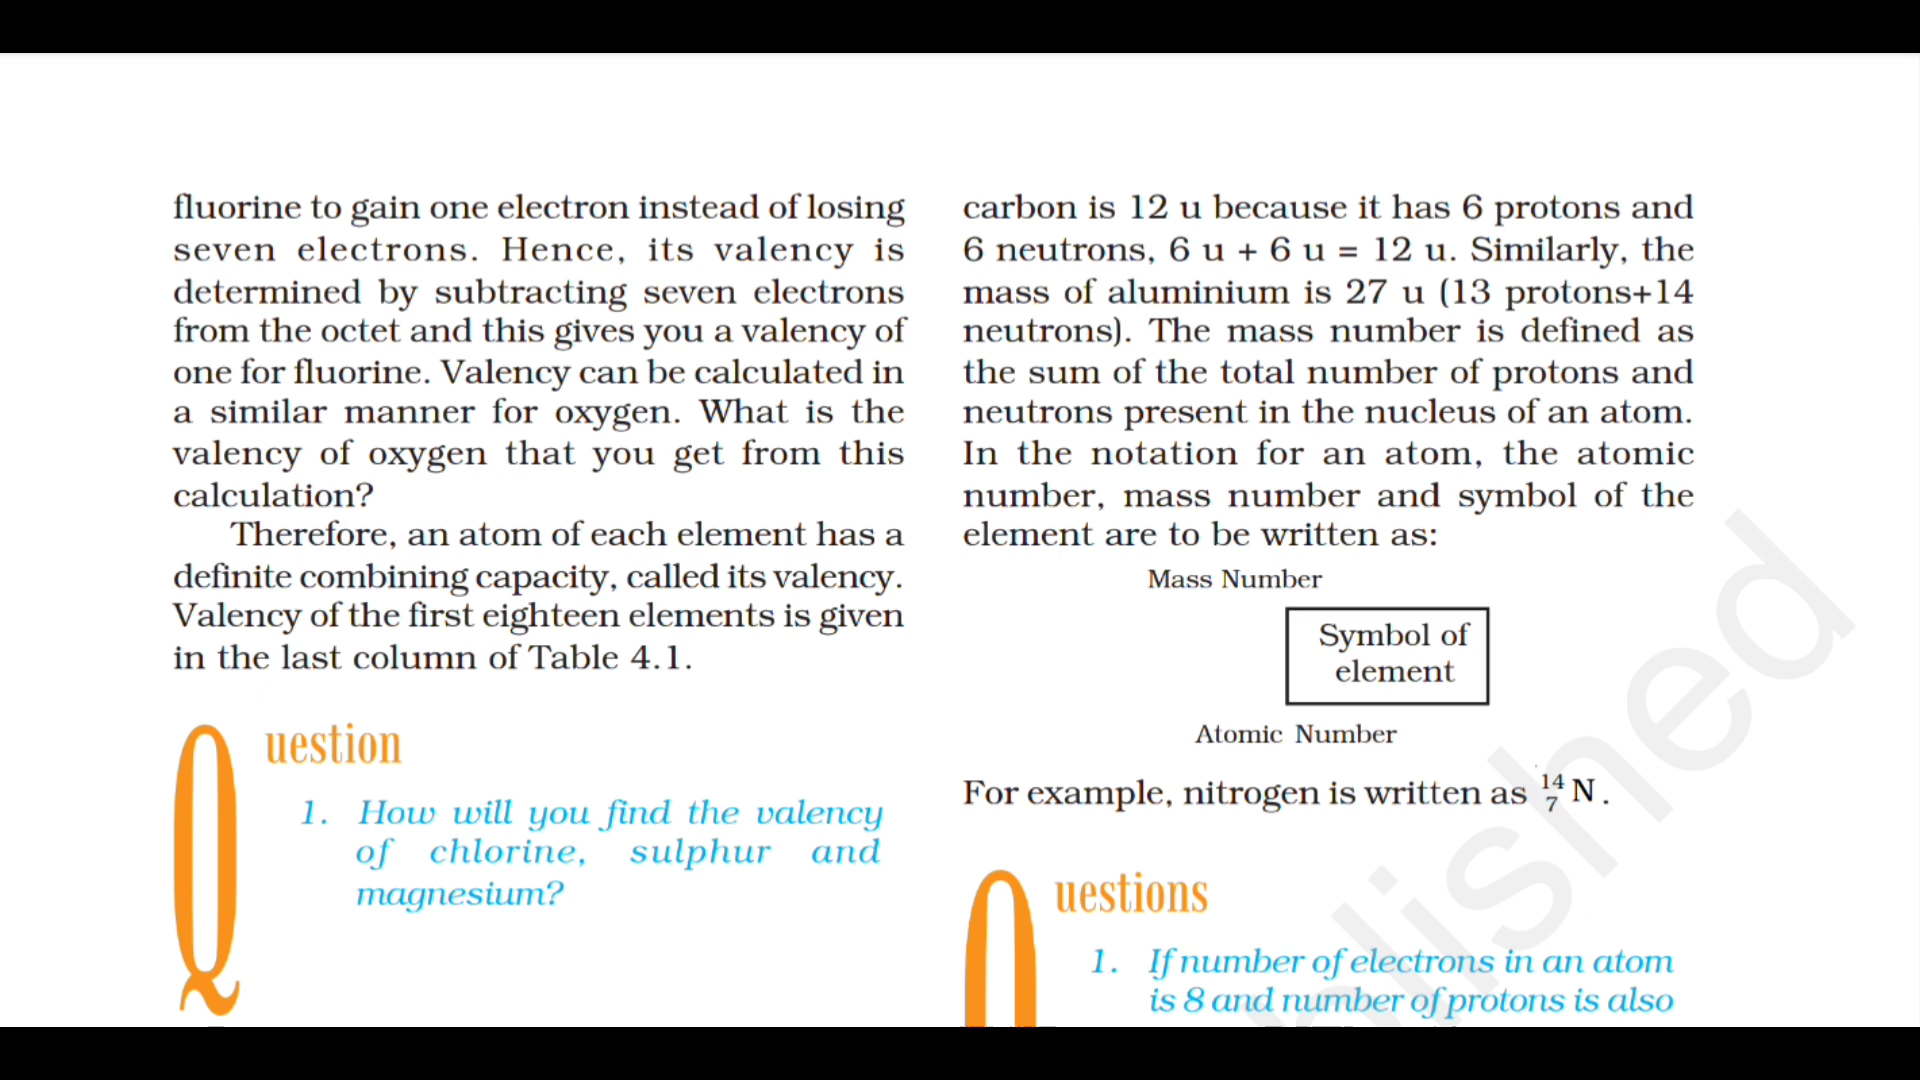 fluorine to gain one electron instead of losing
seven electrons. Hence, its valency is
determined by subtracting seven electrons
from the octet and this gives you a valency of
one for fluorine. Valency can be calculated in
a similar manner for oxygen. What is the
valency of oxygen that you get from this
calculation?
Therefore, an atom of each element has a
definite combining capacity, called its valency.
Valency of the first eighteen elements is given
in the last column of Table 4.1.
Question
1. How will you find the valency
of chlorine, sulphur and
magnesium?
carbon is 12 u because it has 6 protons and
6 neutrons, 6 u + 6 u = 12 u. Similarly, the
mass of aluminium is 27 u (13 protons+14
neutrons). The mass number is defined as
the sum of the total number of protons and
neutrons present in the nucleus of an atom.
In the notation for an atom, the atomic
number, mass number and symbol of the
element are to be written as:
Mass Number
Symbol of
element
Atomic Number
For example, nitrogen is written as ¹⁴₇N.
Questions
1. If number of electrons in an atom
is 8 and number of protons is also